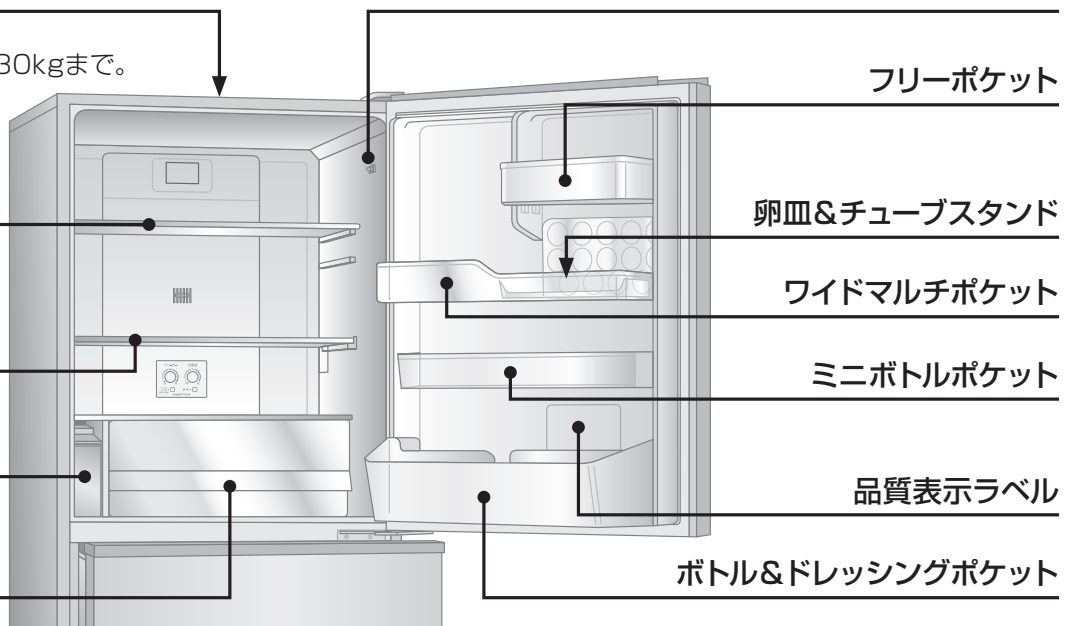 30kgまで。
フリーポケット
卵皿&チューブスタンド
ワイドマルチポケット
ミニボトルポケット
品質表示ラベル
ボトル&ドレッシングポケット